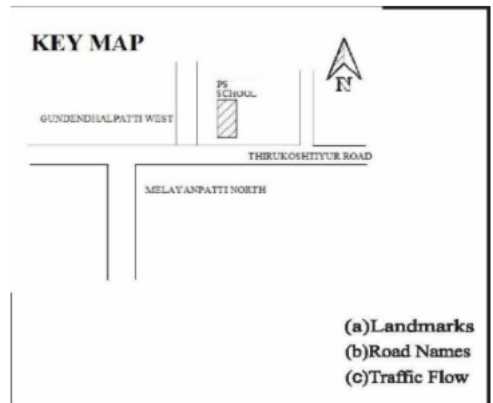 KEY MAP
N
PS
SCHOOL
GUNDENDHALPATTI WEST
THIRUKOSHTIYUR ROAD
MELAYANPATTI NORTH
(a)Landmarks
(b)Road Names
(c)Traffic Flow